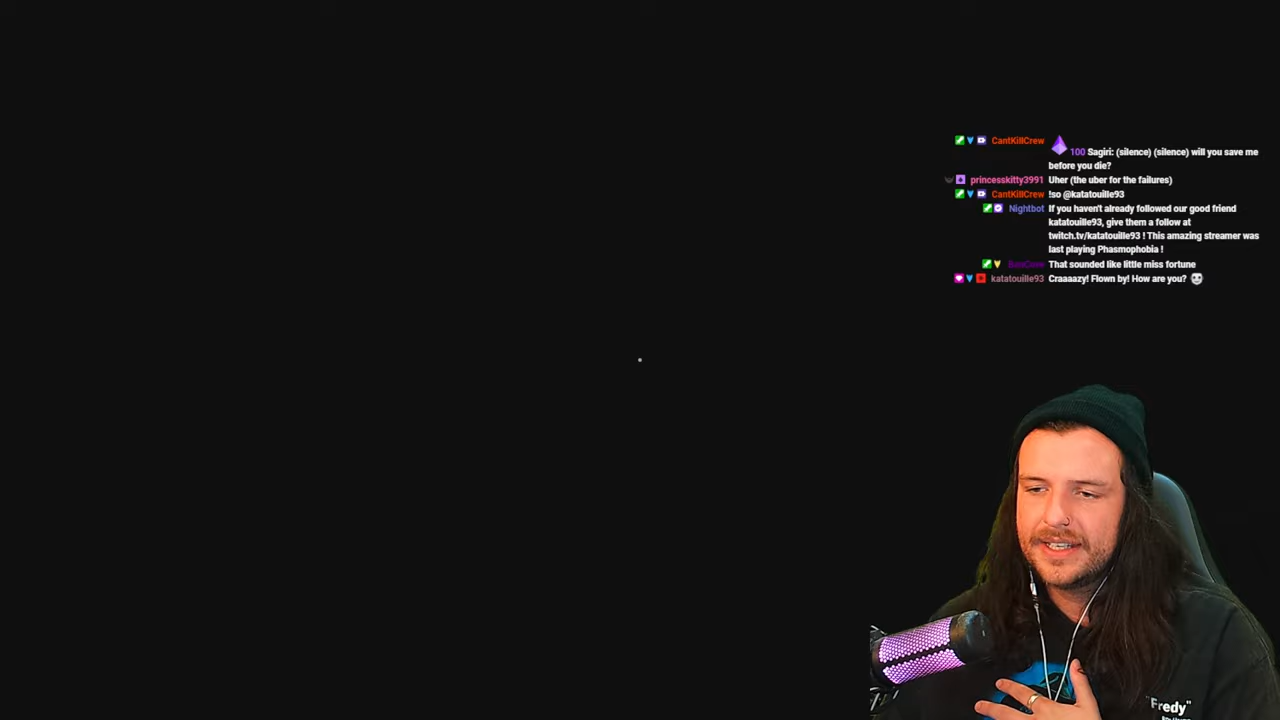 CantKillCrew 100 Sagiri: (silence) (silence) will you save me
before you die?
princesskitty3991 Uher (the uber for the failures)
CantKillCrew !so @katatouille93
Nightbot If you haven't already followed our good friend
katatouille93, give them a follow at
twitch.tv/katatouille93 ! This amazing streamer was
last playing Phasmophobia !
That sounded like little miss fortune
katatouille93 Craaaazy! Flown by! How are you?
"Fredy"